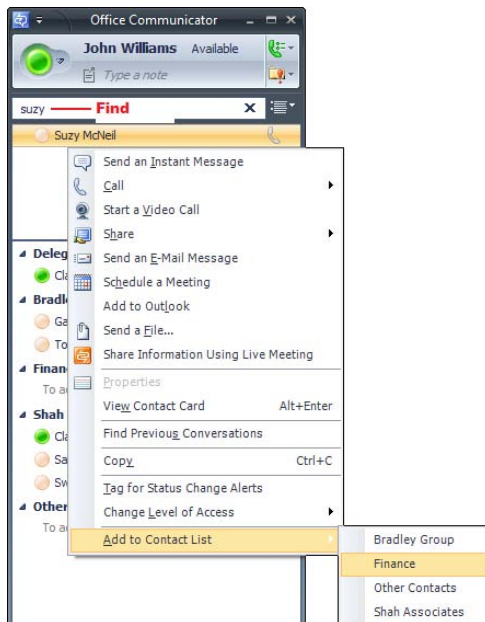 Office Communicator
John Williams Available
Type a note
suzy Find
Suzy McNeil
Send an Instant Message
Call
Start a Video Call
Share
Send an E-Mail Message
Schedule a Meeting
Add to Outlook
Send a File...
Share Information Using Live Meeting
Properties
View Contact Card Alt+Enter
Find Previous Conversations
Copy Ctrl+C
Tag for Status Change Alerts
Change Level of Access
Add to Contact List
Deleg
Cla
Bradle
Ga
To
Finan
To a
Shah
Cla
Sa
Sw
Other
To a
Bradley Group
Finance
Other Contacts
Shah Associates